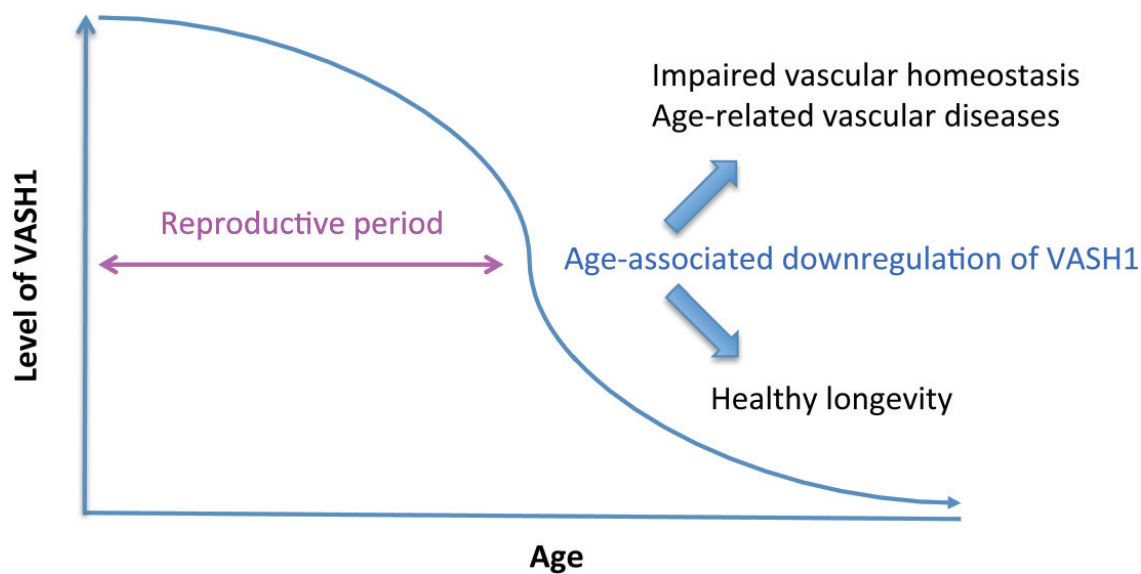 Impaired vascular homeostasis
Age-related vascular diseases
Level of VASH1
Reproductive period
Age-associated downregulation of VASH1
Healthy longevity
Age